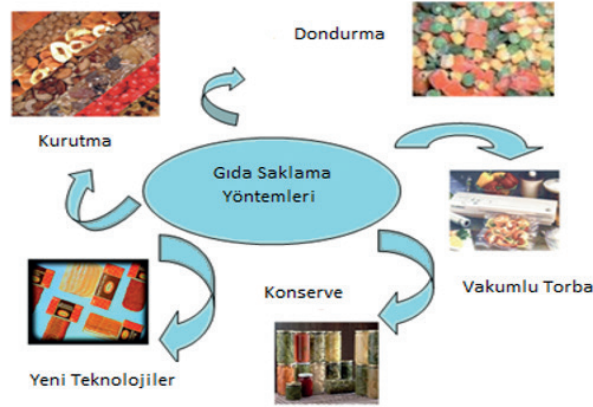 Dondurma
Kurutma
Gıda Saklama
Yöntemleri
Konserve
Vakumlu Torba
Yeni Teknolojiler